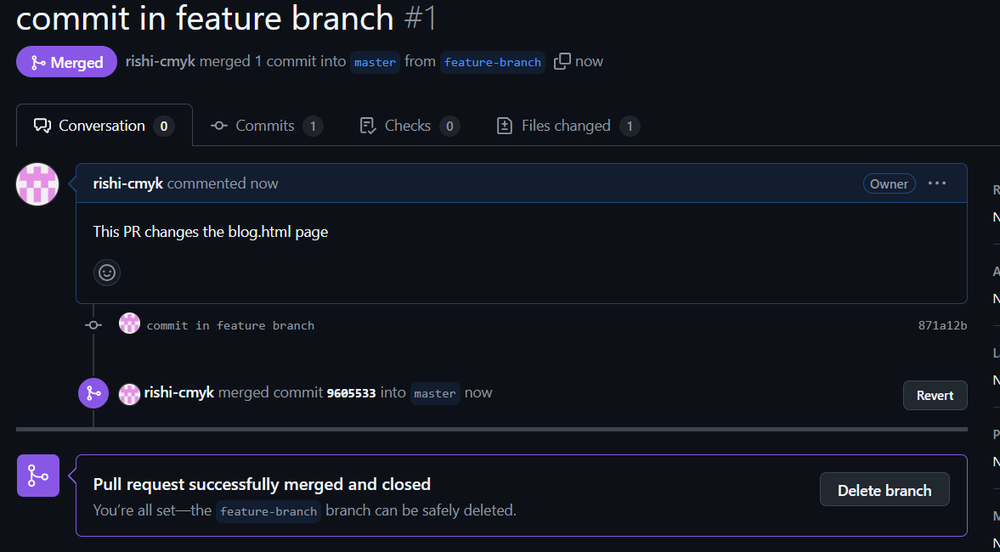 commit in feature branch #1
Merged rishi-cmyk merged 1 commit into master from feature-branch now
Conversation 0 Commits 1 Checks 0 Files changed 1
rishi-cmyk commented now Owner
This PR changes the blog.html page
commit in feature branch 871a12b
rishi-cmyk merged commit 9605533 into master now Revert
Pull request successfully merged and closed
You’re all set—the feature-branch branch can be safely deleted.
Delete branch